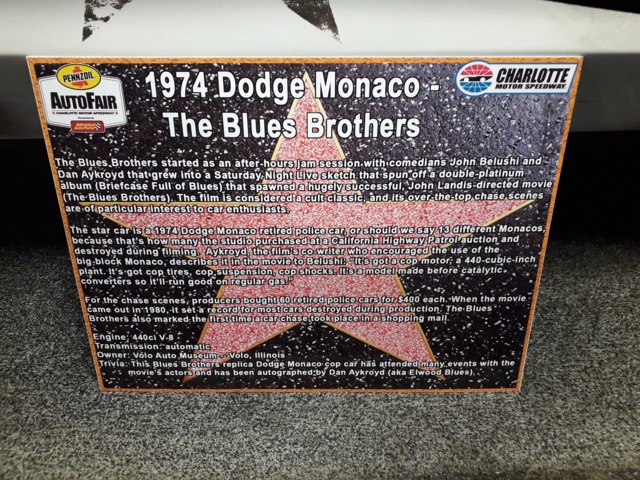 PENNZOIL
AUTOFAIR
CHARLOTTE MOTOR SPEEDWAY
Advance Auto Parts
CHARLOTTE
MOTOR SPEEDWAY
1974 Dodge Monaco -
The Blues Brothers
The Blues Brothers started as an after-hours jam session with comedians John Belushi and
Dan Aykroyd that grew into a Saturday Night Live sketch that spun off a double-platinum
album (Briefcase Full of Blues) that spawned a hugely successful, John Landis-directed movie
(The Blues Brothers). The film is considered a cult classic, and its over-the-top chase scenes
are of particular interest to car enthusiasts.
The star car is a 1974 Dodge Monaco retired police car, or should we say 13 different Monacos,
because that's how many the studio purchased at a California Highway Patrol auction and
destroyed during filming. Aykroyd, the film's co-writer who encouraged the use of the
big-block Monaco, describes it in the movie to Belushi: "It's got a cop motor, a 440-cubic-inch
plant. It's got cop tires, cop suspension, cop shocks. It's a model made before catalytic
converters so it'll run good on regular gas."
For the chase scenes, producers bought 60 retired police cars for $400 each. When the movie
came out in 1980, it set a record for most cars destroyed during production. The Blues
Brothers also marked the first time a car chase took place in a shopping mall.
Engine: 440ci V-8
Transmission: automatic
Owner: Volo Auto Museum - Volo, Illinois
Trivia: This Blues Brothers replica Dodge Monaco cop car has attended many events with the
movie's actors and has been autographed by Dan Aykroyd (aka Elwood Blues).